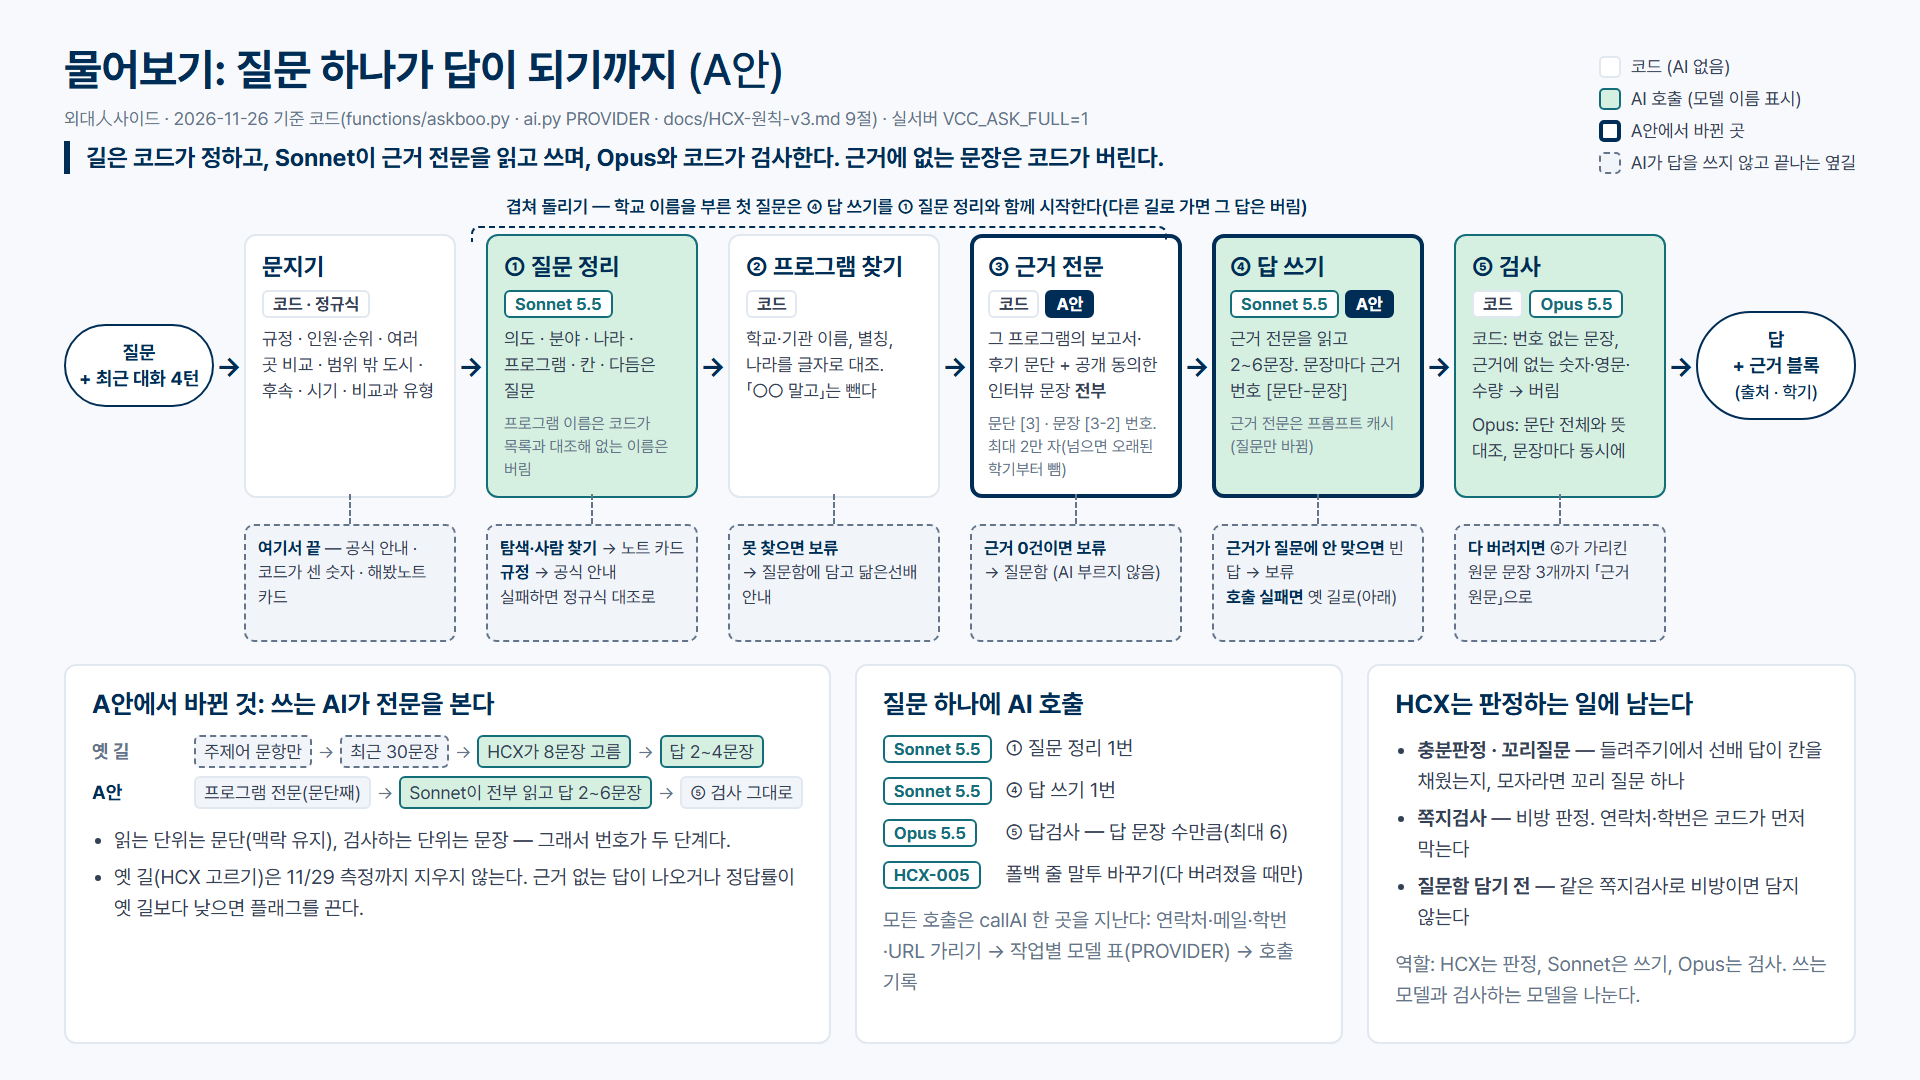 물어보기: 질문 하나가 답이 되기까지 (A안)
외대人사이드 · 2026-11-26 기준 코드(functions/askboo.py · ai.py PROVIDER · docs/HCX-원칙-v3.md 9절) · 실서버 VCC_ASK_FULL=1
길은 코드가 정하고, Sonnet이 근거 전문을 읽고 쓰며, Opus와 코드가 검사한다. 근거에 없는 문장은 코드가 버린다.
코드 (AI 없음)
AI 호출 (모델 이름 표시)
A안에서 바뀐 곳
AI가 답을 쓰지 않고 끝나는 옆길
겹쳐 돌리기 — 학교 이름을 부른 첫 질문은 ④ 답 쓰기를 ① 질문 정리와 함께 시작한다(다른 길로 가면 그 답은 버림)
질문
+ 최근 대화 4턴
문지기
코드 · 정규식
규정 · 인원·순위 · 여러
곳 비교 · 범위 밖 도시 ·
후속 · 시기 · 비교과 유형
① 질문 정리
Sonnet 5.5
의도 · 분야 · 나라 ·
프로그램 · 칸 · 다듬은
질문
프로그램 이름은 코드가
목록과 대조해 없는 이름은
버림
② 프로그램 찾기
코드
학교·기관 이름, 별칭,
나라를 글자로 대조.
「〇〇 말고」는 뺀다
③ 근거 전문
코드 A안
그 프로그램의 보고서·
후기 문단 + 공개 동의한
인터뷰 문장 전부
문단 [3] · 문장 [3-2] 번호.
최대 2만 자(넘으면 오래된
학기부터 뺌)
④ 답 쓰기
Sonnet 5.5 A안
근거 전문을 읽고
2~6문장. 문장마다 근거
번호 [문단-문장]
근거 전문은 프롬프트 캐시
(질문만 바뀜)
⑤ 검사
코드 Opus 5.5
코드: 번호 없는 문장,
근거에 없는 숫자·영문·
수량 → 버림
Opus: 문단 전체와 뜻
대조, 문장마다 동시에
답
+ 근거 블록
(출처 · 학기)
여기서 끝 — 공식 안내 ·
코드가 센 숫자 · 해봤노트
카드
탐색·사람 찾기 → 노트 카드
규정 → 공식 안내
실패하면 정규식 대조로
못 찾으면 보류
→ 질문함에 담고 닮은선배
안내
근거 0건이면 보류
→ 질문함 (AI 부르지 않음)
근거가 질문에 안 맞으면 빈
답 → 보류
호출 실패면 옛 길로(아래)
다 버려지면 ④가 가리킨
원문 문장 3개까지 「근거
원문」으로
A안에서 바뀐 것: 쓰는 AI가 전문을 본다
옛 길 주제어 문항만 → 최근 30문장 → HCX가 8문장 고름 → 답 2~4문장
A안 프로그램 전문(문단째) → Sonnet이 전부 읽고 답 2~6문장 → ⑤ 검사 그대로
• 읽는 단위는 문단(맥락 유지), 검사하는 단위는 문장 — 그래서 번호가 두 단계다.
• 옛 길(HCX 고르기)은 11/29 측정까지 지우지 않는다. 근거 없는 답이 나오거나 정답률이
옛 길보다 낮으면 플래그를 끈다.
질문 하나에 AI 호출
Sonnet 5.5 ① 질문 정리 1번
Sonnet 5.5 ④ 답 쓰기 1번
Opus 5.5 ⑤ 답검사 — 답 문장 수만큼(최대 6)
HCX-005 폴백 줄 말투 바꾸기(다 버려졌을 때만)
모든 호출은 callAI 한 곳을 지난다: 연락처·메일·학번
·URL 가리기 → 작업별 모델 표(PROVIDER) → 호출
기록
HCX는 판정하는 일에 남는다
• 충분판정 · 꼬리질문 — 들려주기에서 선배 답이 칸을
채웠는지, 모자라면 꼬리 질문 하나
• 쪽지검사 — 비방 판정. 연락처·학번은 코드가 먼저
막는다
• 질문함 담기 전 — 같은 쪽지검사로 비방이면 담지
않는다
역할: HCX는 판정, Sonnet은 쓰기, Opus는 검사. 쓰는
모델과 검사하는 모델을 나눈다.